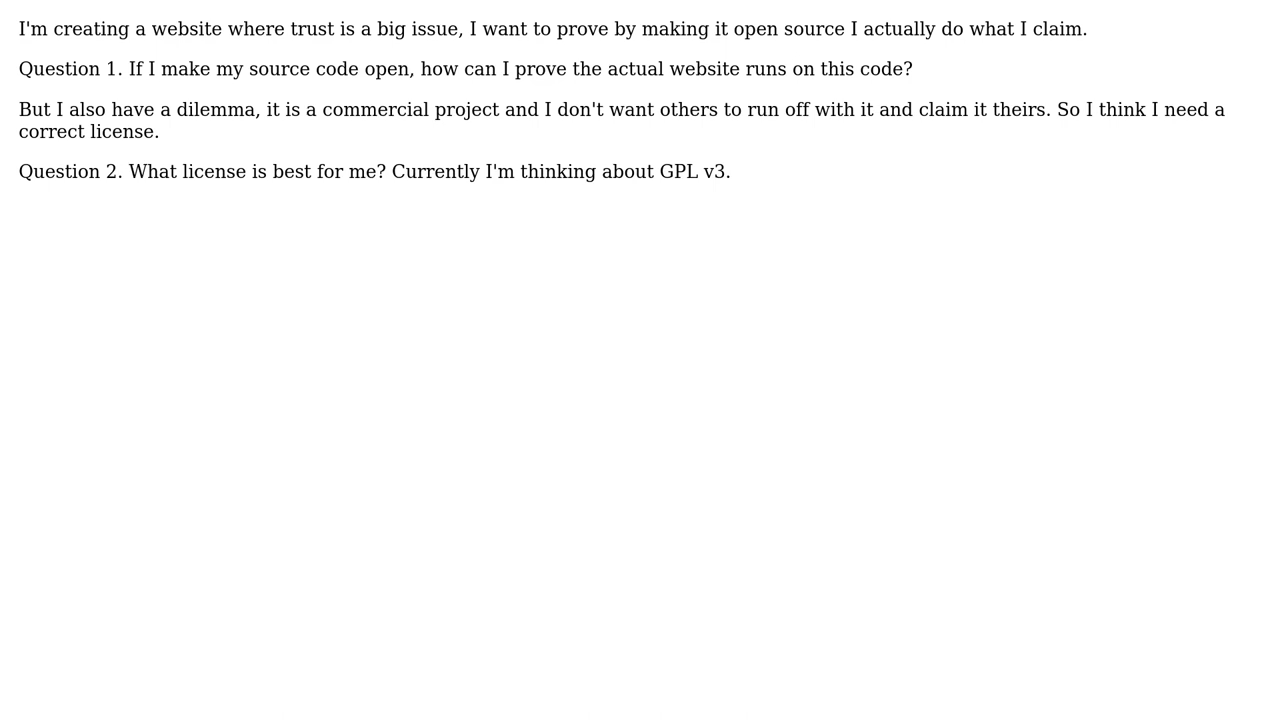 I'm creating a website where trust is a big issue, I want to prove by making it open source I actually do what I claim.
Question 1. If I make my source code open, how can I prove the actual website runs on this code?
But I also have a dilemma, it is a commercial project and I don't want others to run off with it and claim it theirs. So I think I need a
correct license.
Question 2. What license is best for me? Currently I'm thinking about GPL v3.